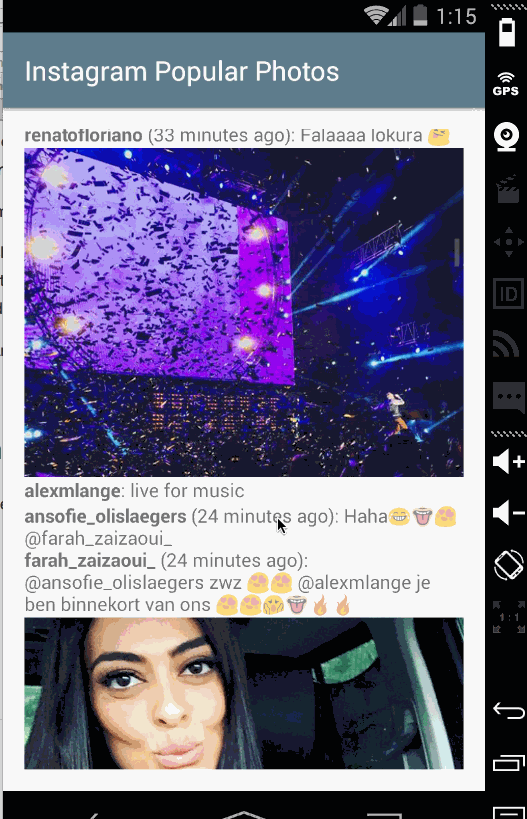 1:15
Instagram Popular Photos
renatofloriano (33 minutes ago): Falaaaa lokura 😝
alexmlange: live for music
ansofie_olislaegers (24 minutes ago): Haha😂👅😍
@farah_zaizaoui_
farah_zaizaoui_ (24 minutes ago):
@ansofie_olislaegers zwz 😍😍 @alexmlange je
ben binnekort van ons 😍😍😱👅🔥🔥
GPS
ID
1:1